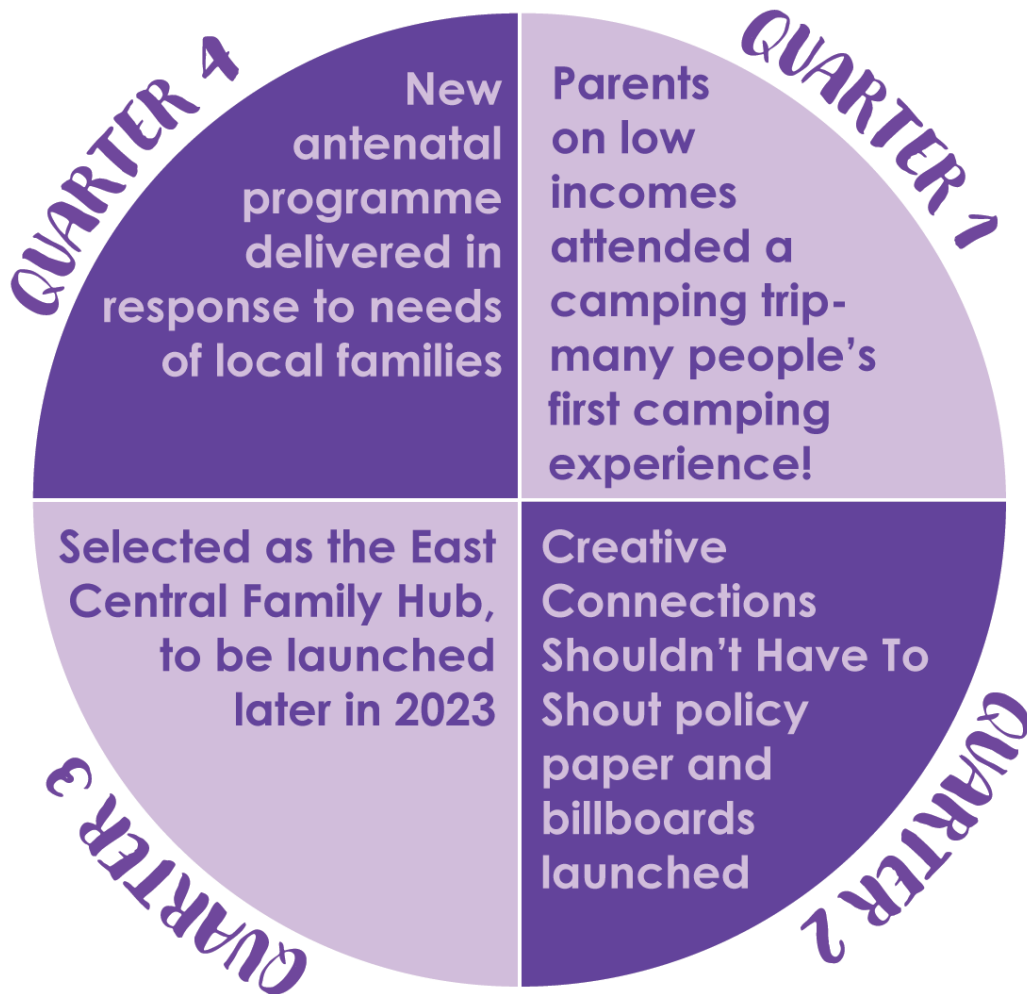 QUARTER 1
Parents
on low
incomes
attended a
camping trip-
many people's
first camping
experience!
QUARTER 2
Creative
Connections
Shouldn't Have To
Shout policy
paper and
billboards
launched
QUARTER 3
Selected as the East
Central Family Hub,
to be launched
later in 2023
QUARTER 4
New
antenatal
programme
delivered in
response to needs
of local families